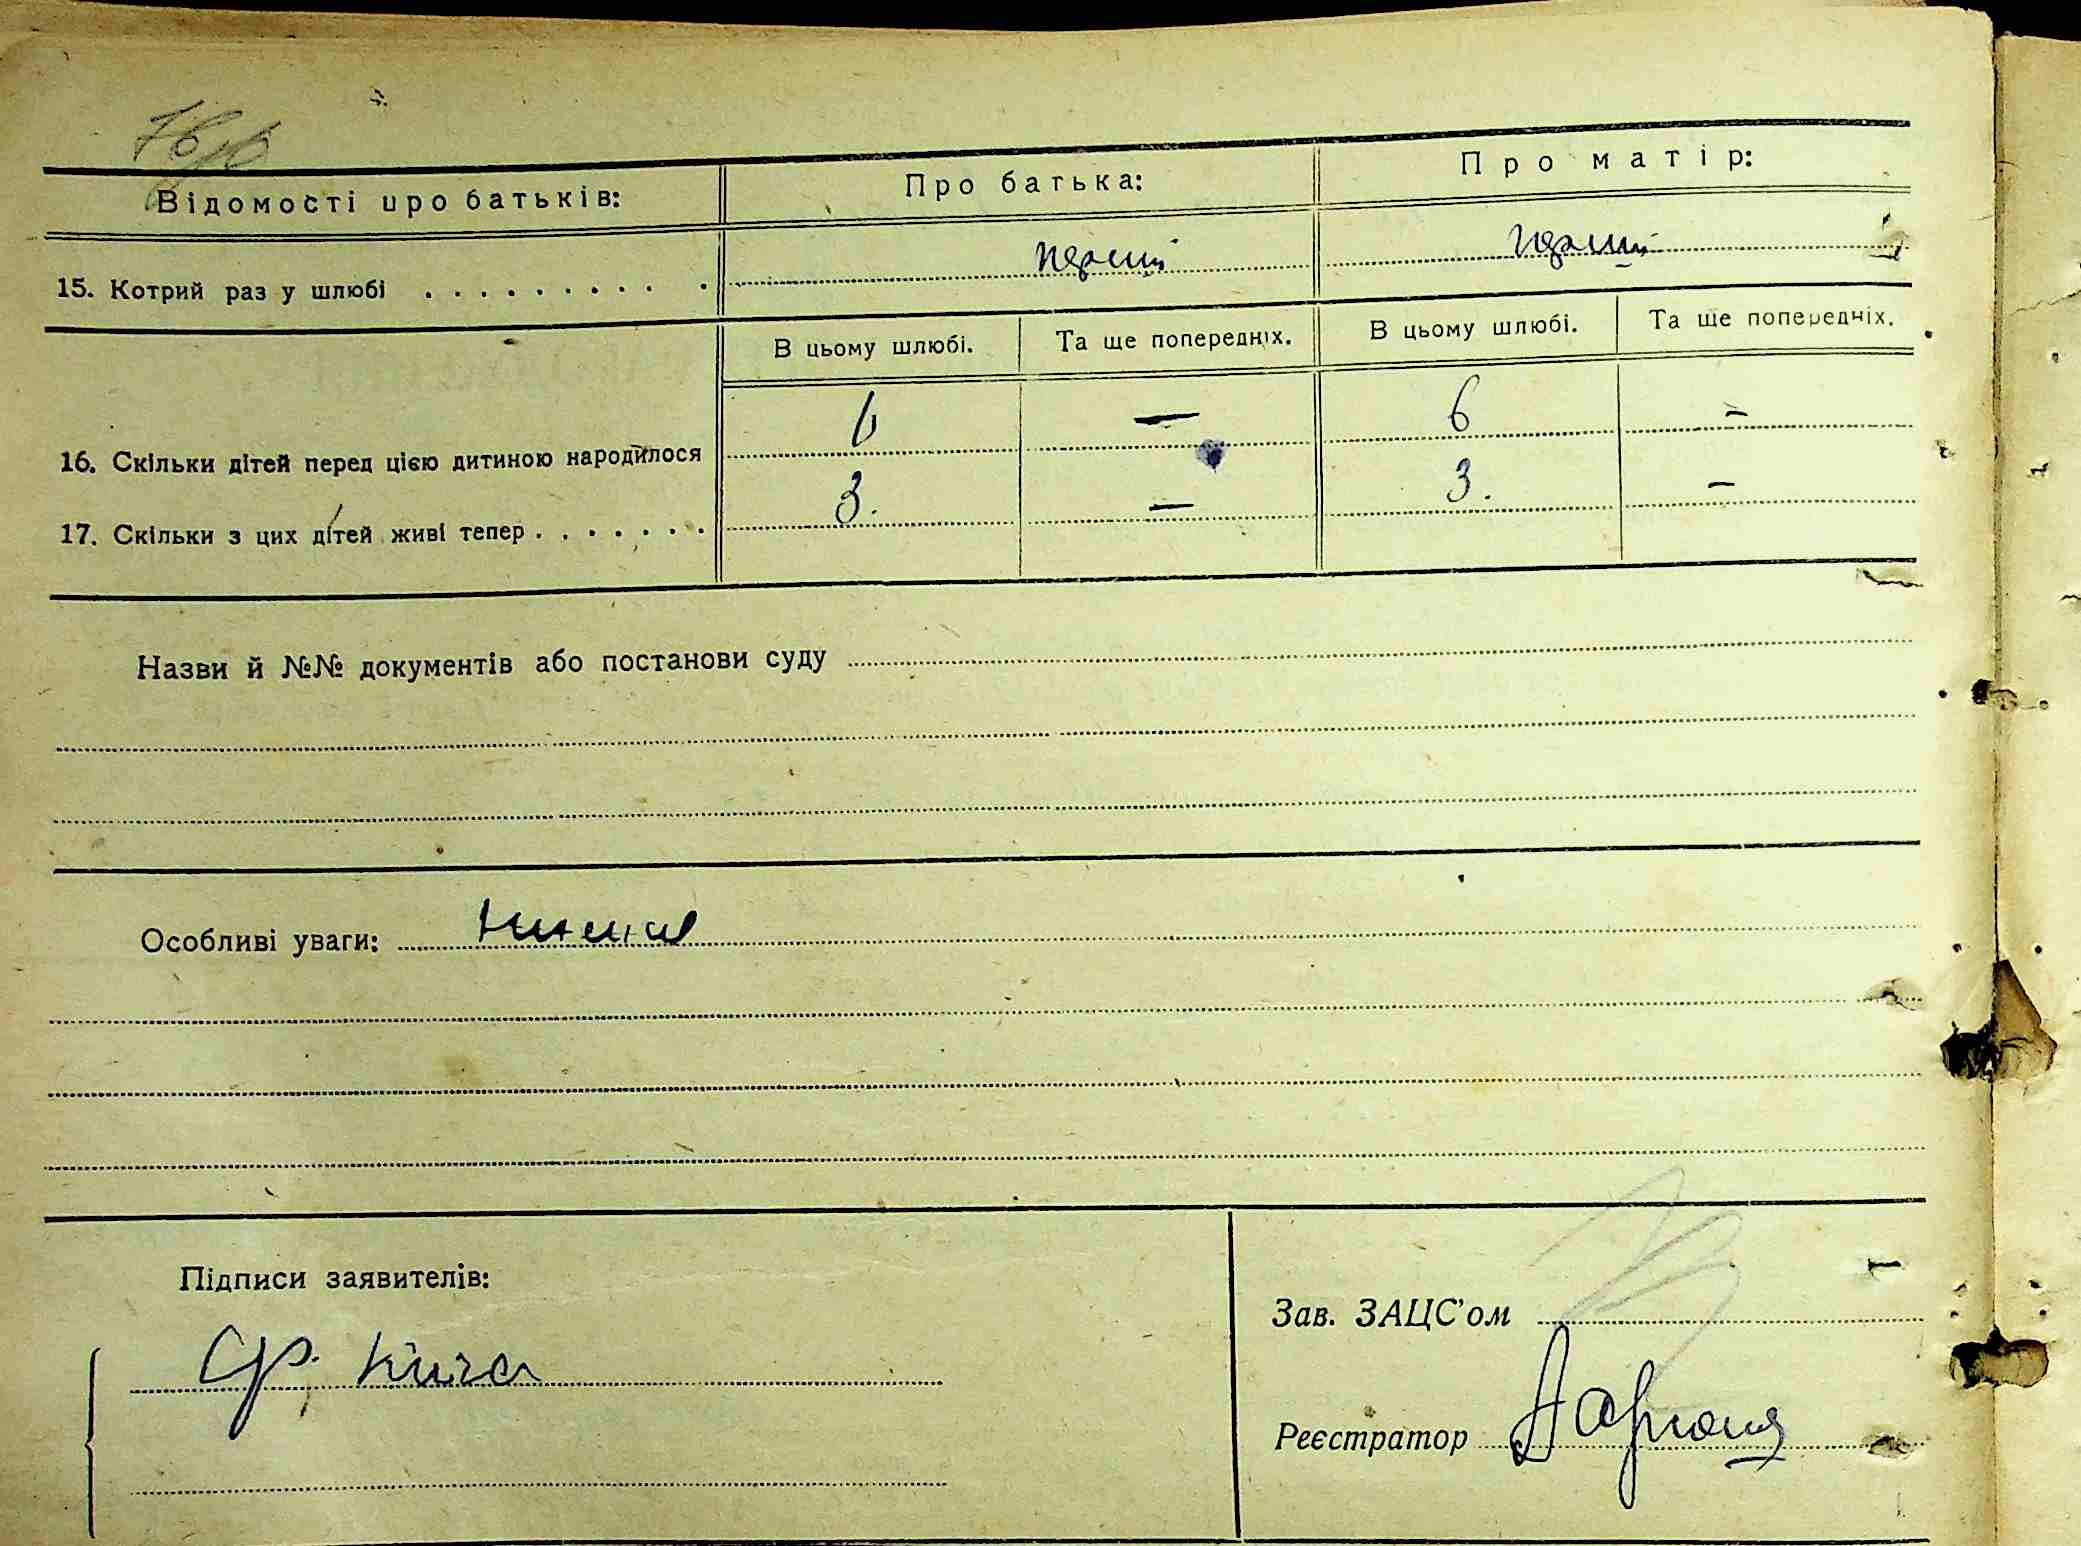 Відомості про батьків: Про батька: Про матір:
15. Котрий раз у шлюбі . . . . . . . . . . . перший перший
В цьому шлюбі. Та ще попередніх. В цьому шлюбі. Та ще попередніх.
16. Скільки дітей перед цією дитиною народилося 6 — 6 -
17. Скільки з цих дітей живі тепер . . . . . . . 3. — 3. -
Назви й №№ документів або постанови суду
Особливі уваги:
Підписи заявителів:
Зав. ЗАЦС'ом
Реєстратор